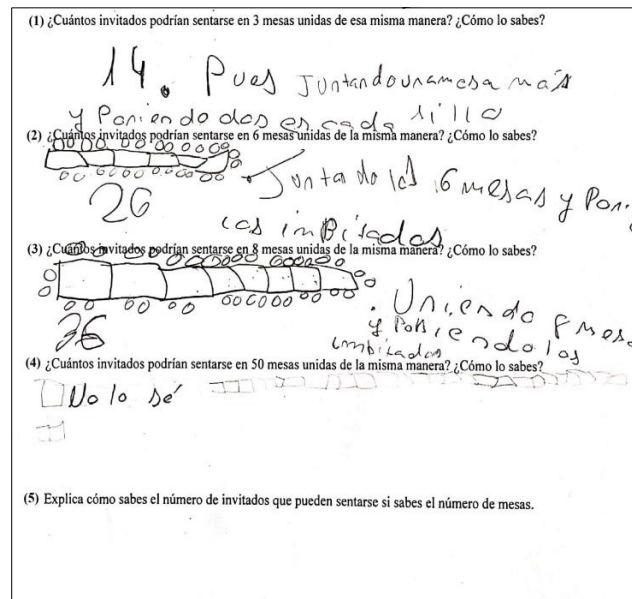 (1) ¿Cuántos invitados podrían sentarse en 3 mesas unidas de esa misma manera? ¿Cómo lo sabes?
14. Pues juntando una mesa más
y Poniendo dos en cada silla
(2) ¿Cuántos invitados podrían sentarse en 6 mesas unidas de la misma manera? ¿Cómo lo sabes?
Juntado las 6 mesas y Poni
26
los imbitados
(3) ¿Cuántos invitados podrían sentarse en 8 mesas unidas de la misma manera? ¿Cómo lo sabes?
Uniendo 8 mesa
36
y Poniendo los
imbitados
(4) ¿Cuántos invitados podrían sentarse en 50 mesas unidas de la misma manera? ¿Cómo lo sabes?
No lo sé
(5) Explica cómo sabes el número de invitados que pueden sentarse si sabes el número de mesas.